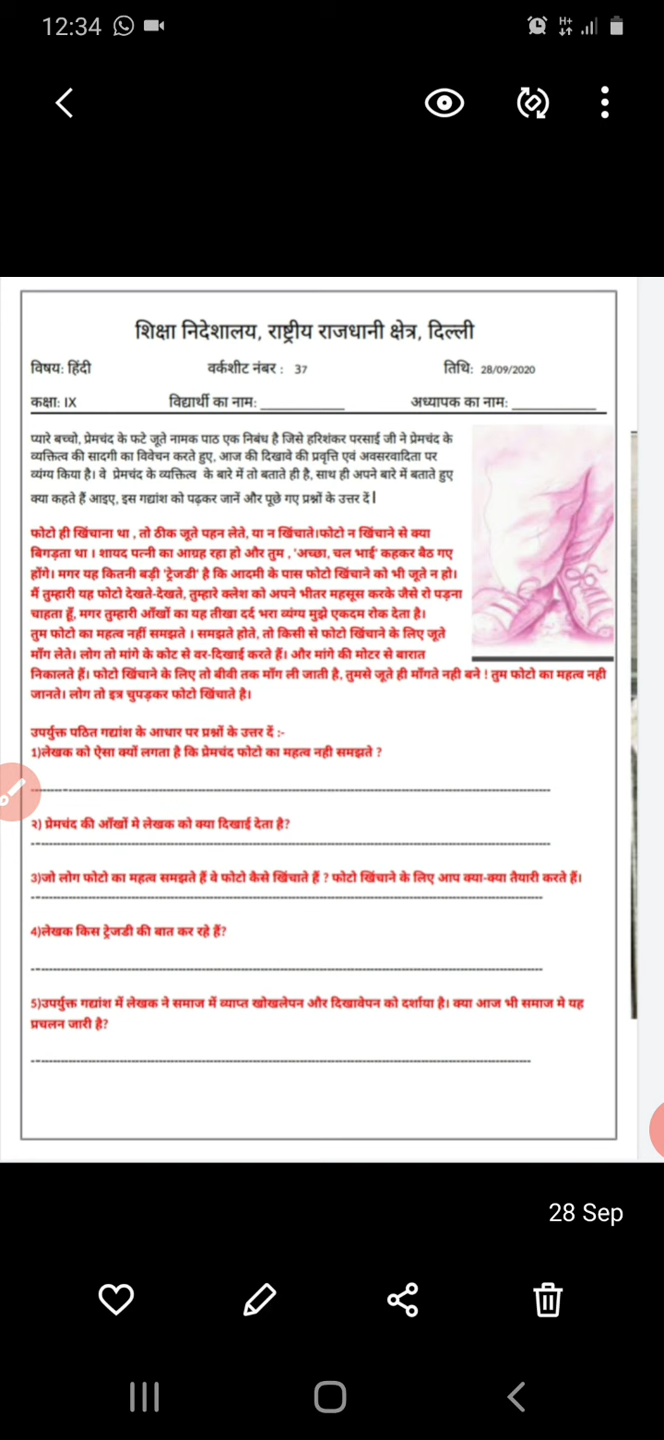 12:34
H+
शिक्षा निदेशालय, राष्ट्रीय राजधानी क्षेत्र, दिल्ली
विषय: हिंदी वर्कशीट नंबर : 37 तिथि: 28/09/2020
कक्षा: IX विद्यार्थी का नाम: ____________ अध्यापक का नाम: ____________
प्यारे बच्चो, प्रेमचंद के फटे जूते नामक पाठ एक निबंध है जिसे हरिशंकर परसाई जी ने प्रेमचंद के
व्यक्तित्व की सादगी का विवेचन करते हुए, आज की दिखावे की प्रवृत्ति एवं अवसरवादिता पर
व्यंग्य किया है। वे प्रेमचंद के व्यक्तित्व के बारे में तो बताते ही है, साथ ही अपने बारे में बताते हुए
क्या कहते हैं आइए, इस गद्यांश को पढ़कर जानें और पूछे गए प्रश्नों के उत्तर दें|
फोटो ही खिंचाना था , तो ठीक जूते पहन लेते, या न खिंचाते।फोटो न खिंचाने से क्या
बिगड़ता था । शायद पत्नी का आग्रह रहा हो और तुम , 'अच्छा, चल भाई' कहकर बैठ गए
होंगे। मगर यह कितनी बड़ी 'ट्रेजडी' है कि आदमी के पास फोटो खिंचाने को भी जूते न हो।
मैं तुम्हारी यह फोटो देखते-देखते, तुम्हारे क्लेश को अपने भीतर महसूस करके जैसे रो पड़ना
चाहता हूँ, मगर तुम्हारी आँखों का यह तीखा दर्द भरा व्यंग्य मुझे एकदम रोक देता है।
तुम फोटो का महत्व नहीं समझते । समझते होते, तो किसी से फोटो खिंचाने के लिए जूते
माँग लेते। लोग तो मांगे के कोट से वर-दिखाई करते हैं। और मांगे की मोटर से बारात
निकालते हैं। फोटो खिंचाने के लिए तो बीवी तक माँग ली जाती है, तुमसे जूते ही माँगते नही बने ! तुम फोटो का महत्व नही
जानते। लोग तो इत्र चुपड़कर फोटो खिंचाते है।
उपर्युक्त पठित गद्यांश के आधार पर प्रश्नों के उत्तर दें :-
1)लेखक को ऐसा क्यों लगता है कि प्रेमचंद फोटो का महत्व नही समझते ?
२) प्रेमचंद की आँखों मे लेखक को क्या दिखाई देता है?
3)जो लोग फोटो का महत्व समझते हैं वे फोटो कैसे खिंचाते हैं ? फोटो खिंचाने के लिए आप क्या-क्या तैयारी करते हैं।
4)लेखक किस ट्रेजडी की बात कर रहे हैं?
5)उपर्युक्त गद्यांश में लेखक ने समाज में व्याप्त खोखलेपन और दिखावेपन को दर्शाया है। क्या आज भी समाज मे यह
प्रचलन जारी है?
28 Sep